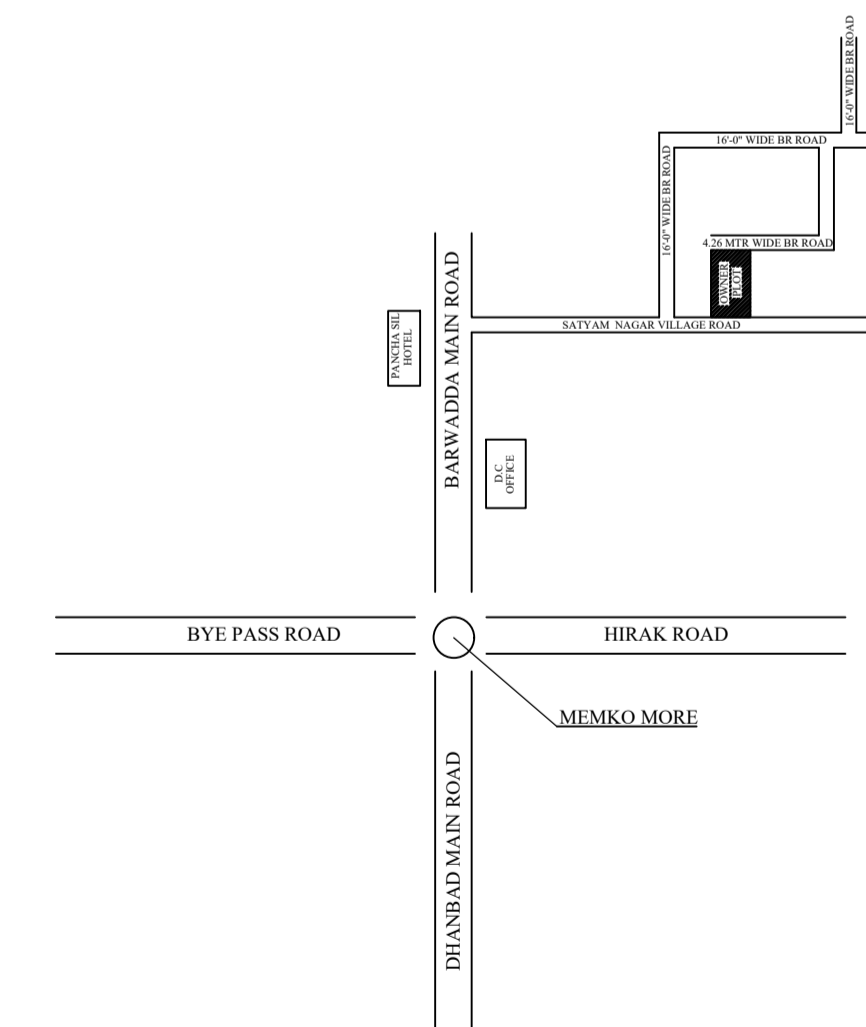 16'-0" WIDE BR ROAD
16'-0" WIDE BR ROAD
16'-0" WIDE BR ROAD
4.26 MTR WIDE BR ROAD
OWNER
PLOT
SATYAM NAGAR VILLAGE ROAD
BARWADDA MAIN ROAD
PANCHA SIL
HOTEL
D.C
OFFICE
BYE PASS ROAD
HIRAK ROAD
MEMKO MORE
DHANBAD MAIN ROAD